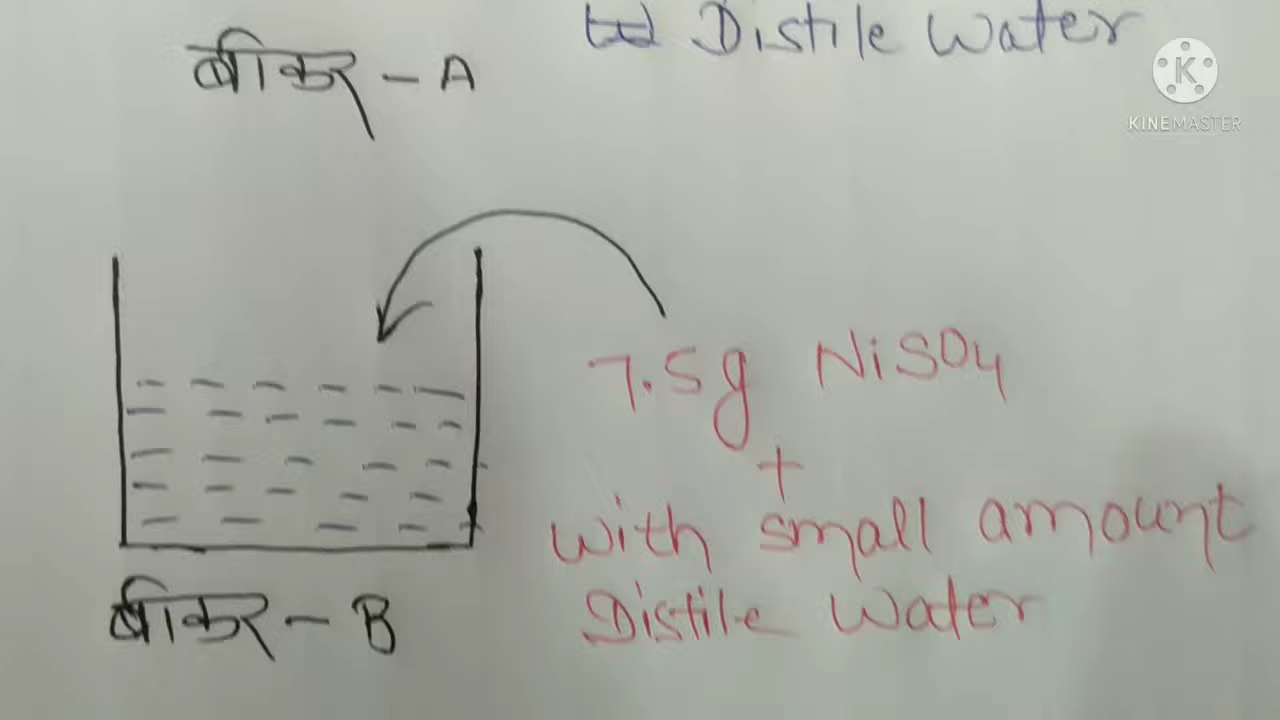 Distile Water
बीकर - A
KINEMASTER
7.5g NiSO4
+
with small amount
Distile Water
बीकर - B